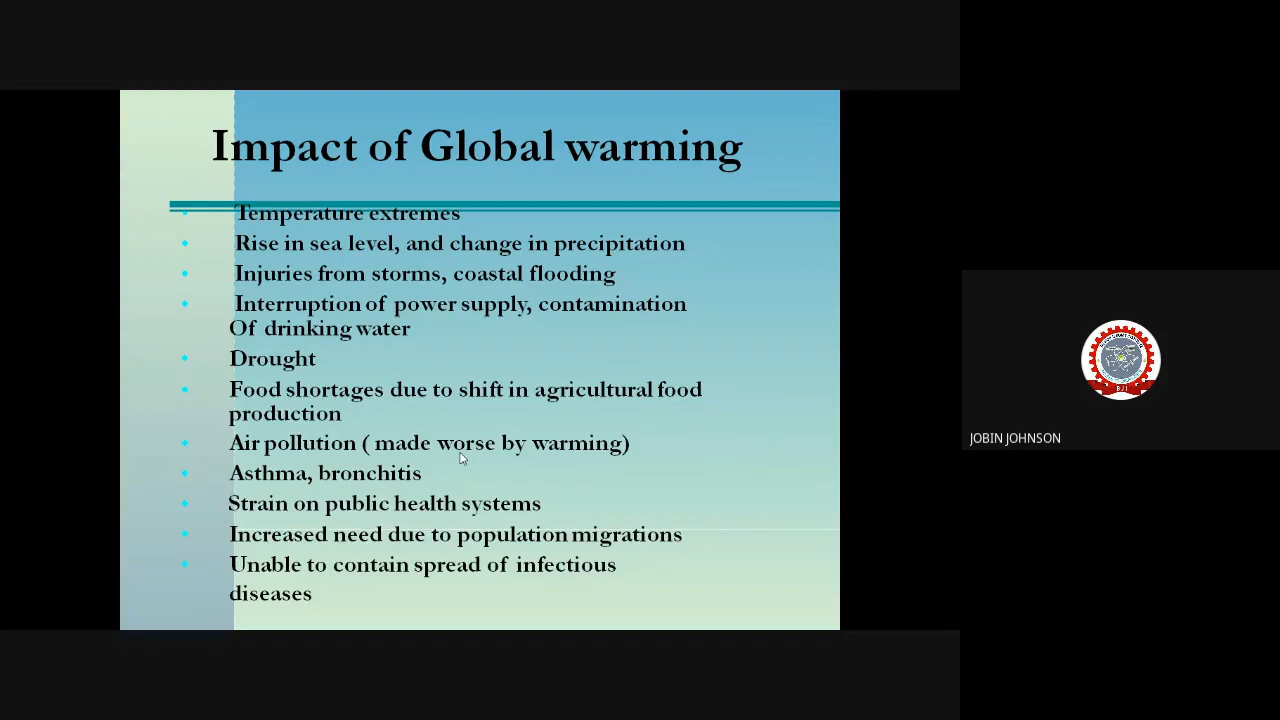 Impact of Global warming
Temperature extremes
Rise in sea level, and change in precipitation
Injuries from storms, coastal flooding
Interruption of power supply, contamination
Of drinking water
Drought
Food shortages due to shift in agricultural food
production
Air pollution ( made worse by warming)
Asthma, bronchitis
Strain on public health systems
Increased need due to population migrations
Unable to contain spread of infectious
diseases
BJI
JOBIN JOHNSON